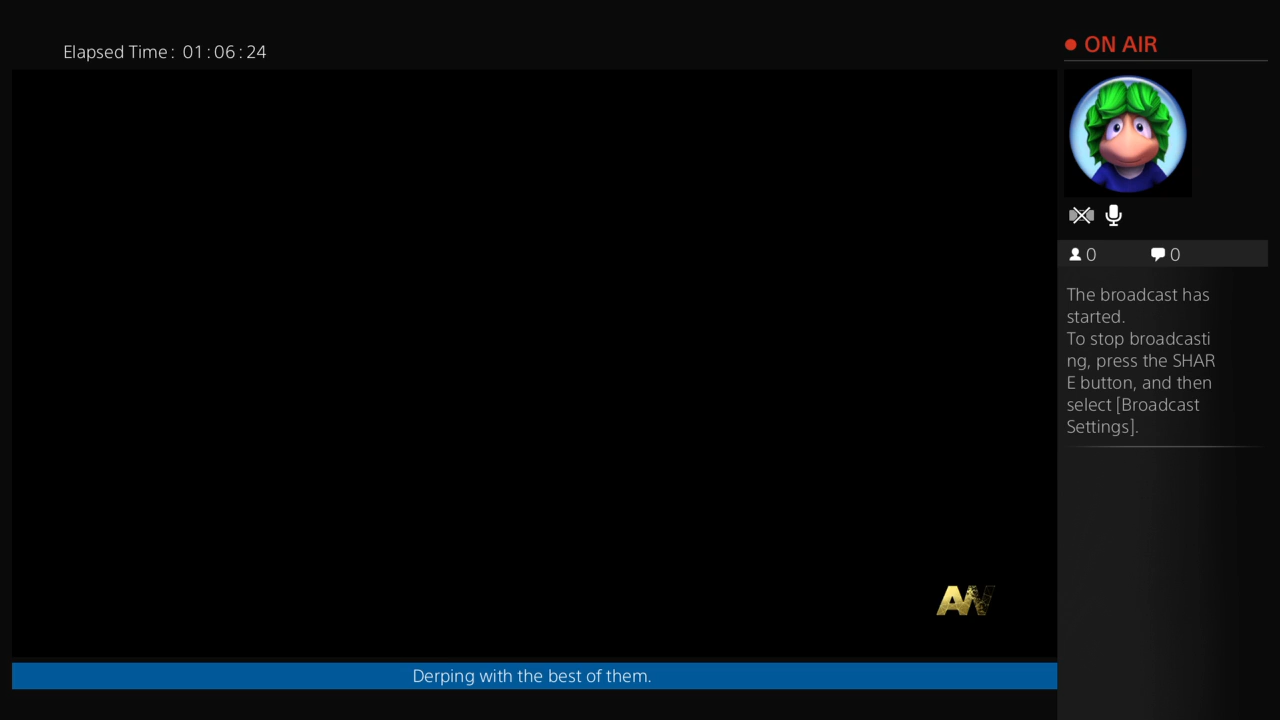 Elapsed Time: 01:06:24
ON AIR
0 0
The broadcast has
started.
To stop broadcasti
ng, press the SHAR
E button, and then
select [Broadcast
Settings].
AW
Derping with the best of them.